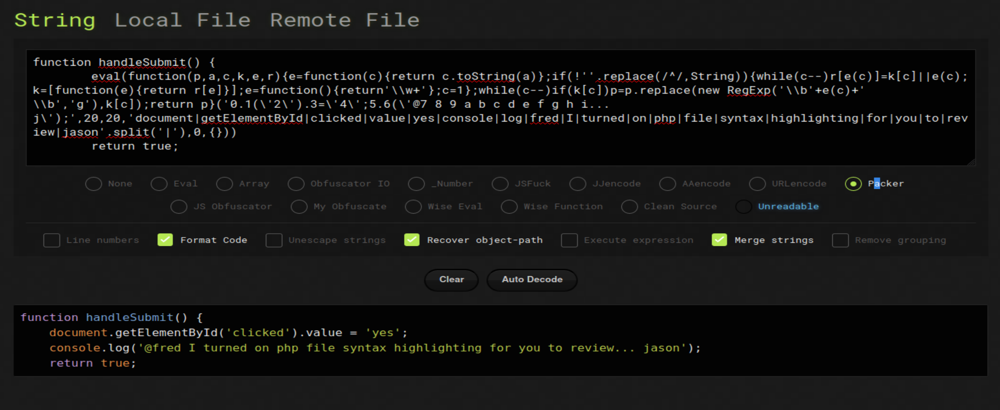 String Local File Remote File
function handleSubmit() {
eval(function(p,a,c,k,e,r){e=function(c){return c.toString(a)};if(!''.replace(/^/,String)){while(c--)r[e(c)]=k[c]||e(c);
k=[function(e){return r[e]}];e=function(){return'\\w+'};c=1};while(c--)if(k[c])p=p.replace(new RegExp('\\b'+e(c)+'
\\b','g'),k[c]);return p}('0.1(\'2\').3=\'4\';5.6(\'@7 8 9 a b c d e f g h i...
j\');',20,20,'document|getElementById|clicked|value|yes|console|log|fred|I|turned|on|php|file|syntax|highlighting|for|you|to|rev
iew|jason'.split('|'),0,{}))
return true;
None Eval Array Obfuscator IO _Number JSFuck JJencode AAencode URLencode Packer
JS Obfuscator My Obfuscate Wise Eval Wise Function Clean Source Unreadable
Line numbers Format Code Unescape strings Recover object-path Execute expression Merge strings Remove grouping
Clear Auto Decode
function handleSubmit() {
document.getElementById('clicked').value = 'yes';
console.log('@fred I turned on php file syntax highlighting for you to review... jason');
return true;